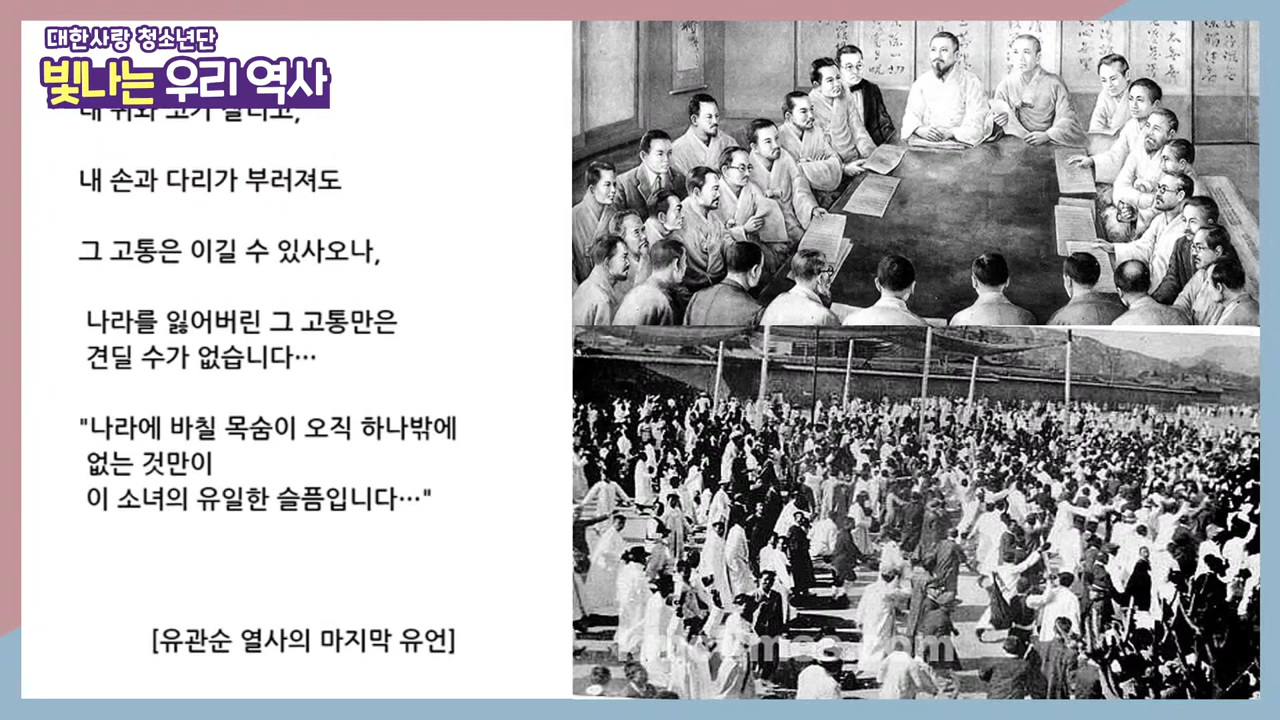 대한사랑 청소년단
빛나는 우리 역사
내 손과 다리가 부러져도
그 고통은 이길 수 있사오나,
나라를 잃어버린 그 고통만은
견딜 수가 없습니다…
"나라에 바칠 목숨이 오직 하나밖에
없는 것만이
이 소녀의 유일한 슬픔입니다…"
[유관순 열사의 마지막 유언]